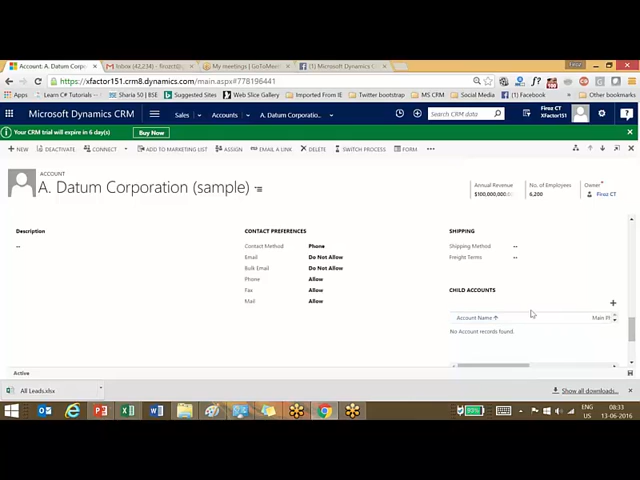 Firoz
Account: A. Datum Corpo
Inbox (42,234) - firozct@
My meetings | GoToMee
(1) Microsoft Dynamics C
https://xfactor151.crm8.dynamics.com/main.aspx#778196441
Apps
Learn C# Tutorials
Suggested Sites
Sharia 50 | BSE
Web Slice Gallery
Imported From IE
Twitter bootstrap
MS CRM
Social Media
(1) Facebook
Other bookmarks
Microsoft Dynamics CRM
Sales
Accounts
A. Datum Corporatio...
Search CRM data
Firoz CT
XFactor151
Your CRM trial will expire in 6 day(s)
Buy Now
NEW
DEACTIVATE
CONNECT
ADD TO MARKETING LIST
ASSIGN
EMAIL A LINK
DELETE
SWITCH PROCESS
FORM
ACCOUNT
A. Datum Corporation (sample)
Annual Revenue
$100,000,000.
No. of Employees
6,200
Owner*
Firoz CT
Description
--
CONTACT PREFERENCES
Contact Method Phone
Email Do Not Allow
Bulk Email Do Not Allow
Phone Allow
Fax Allow
Mail Allow
SHIPPING
Shipping Method --
Freight Terms --
CHILD ACCOUNTS
Account Name Main Ph
No Account records found.
Active
All Leads.xlsx
Show all downloads...
ENG
US
08:33
13-06-2016